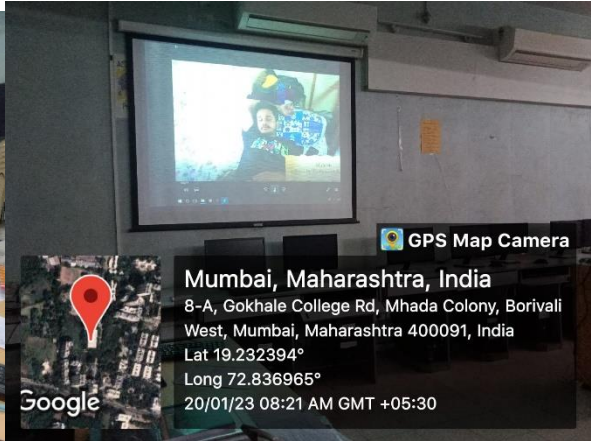 GPS Map Camera
Mumbai, Maharashtra, India
8-A, Gokhale College Rd, Mhada Colony, Borivali
West, Mumbai, Maharashtra 400091, India
Lat 19.232394°
Long 72.836965°
20/01/23 08:21 AM GMT +05:30
Google